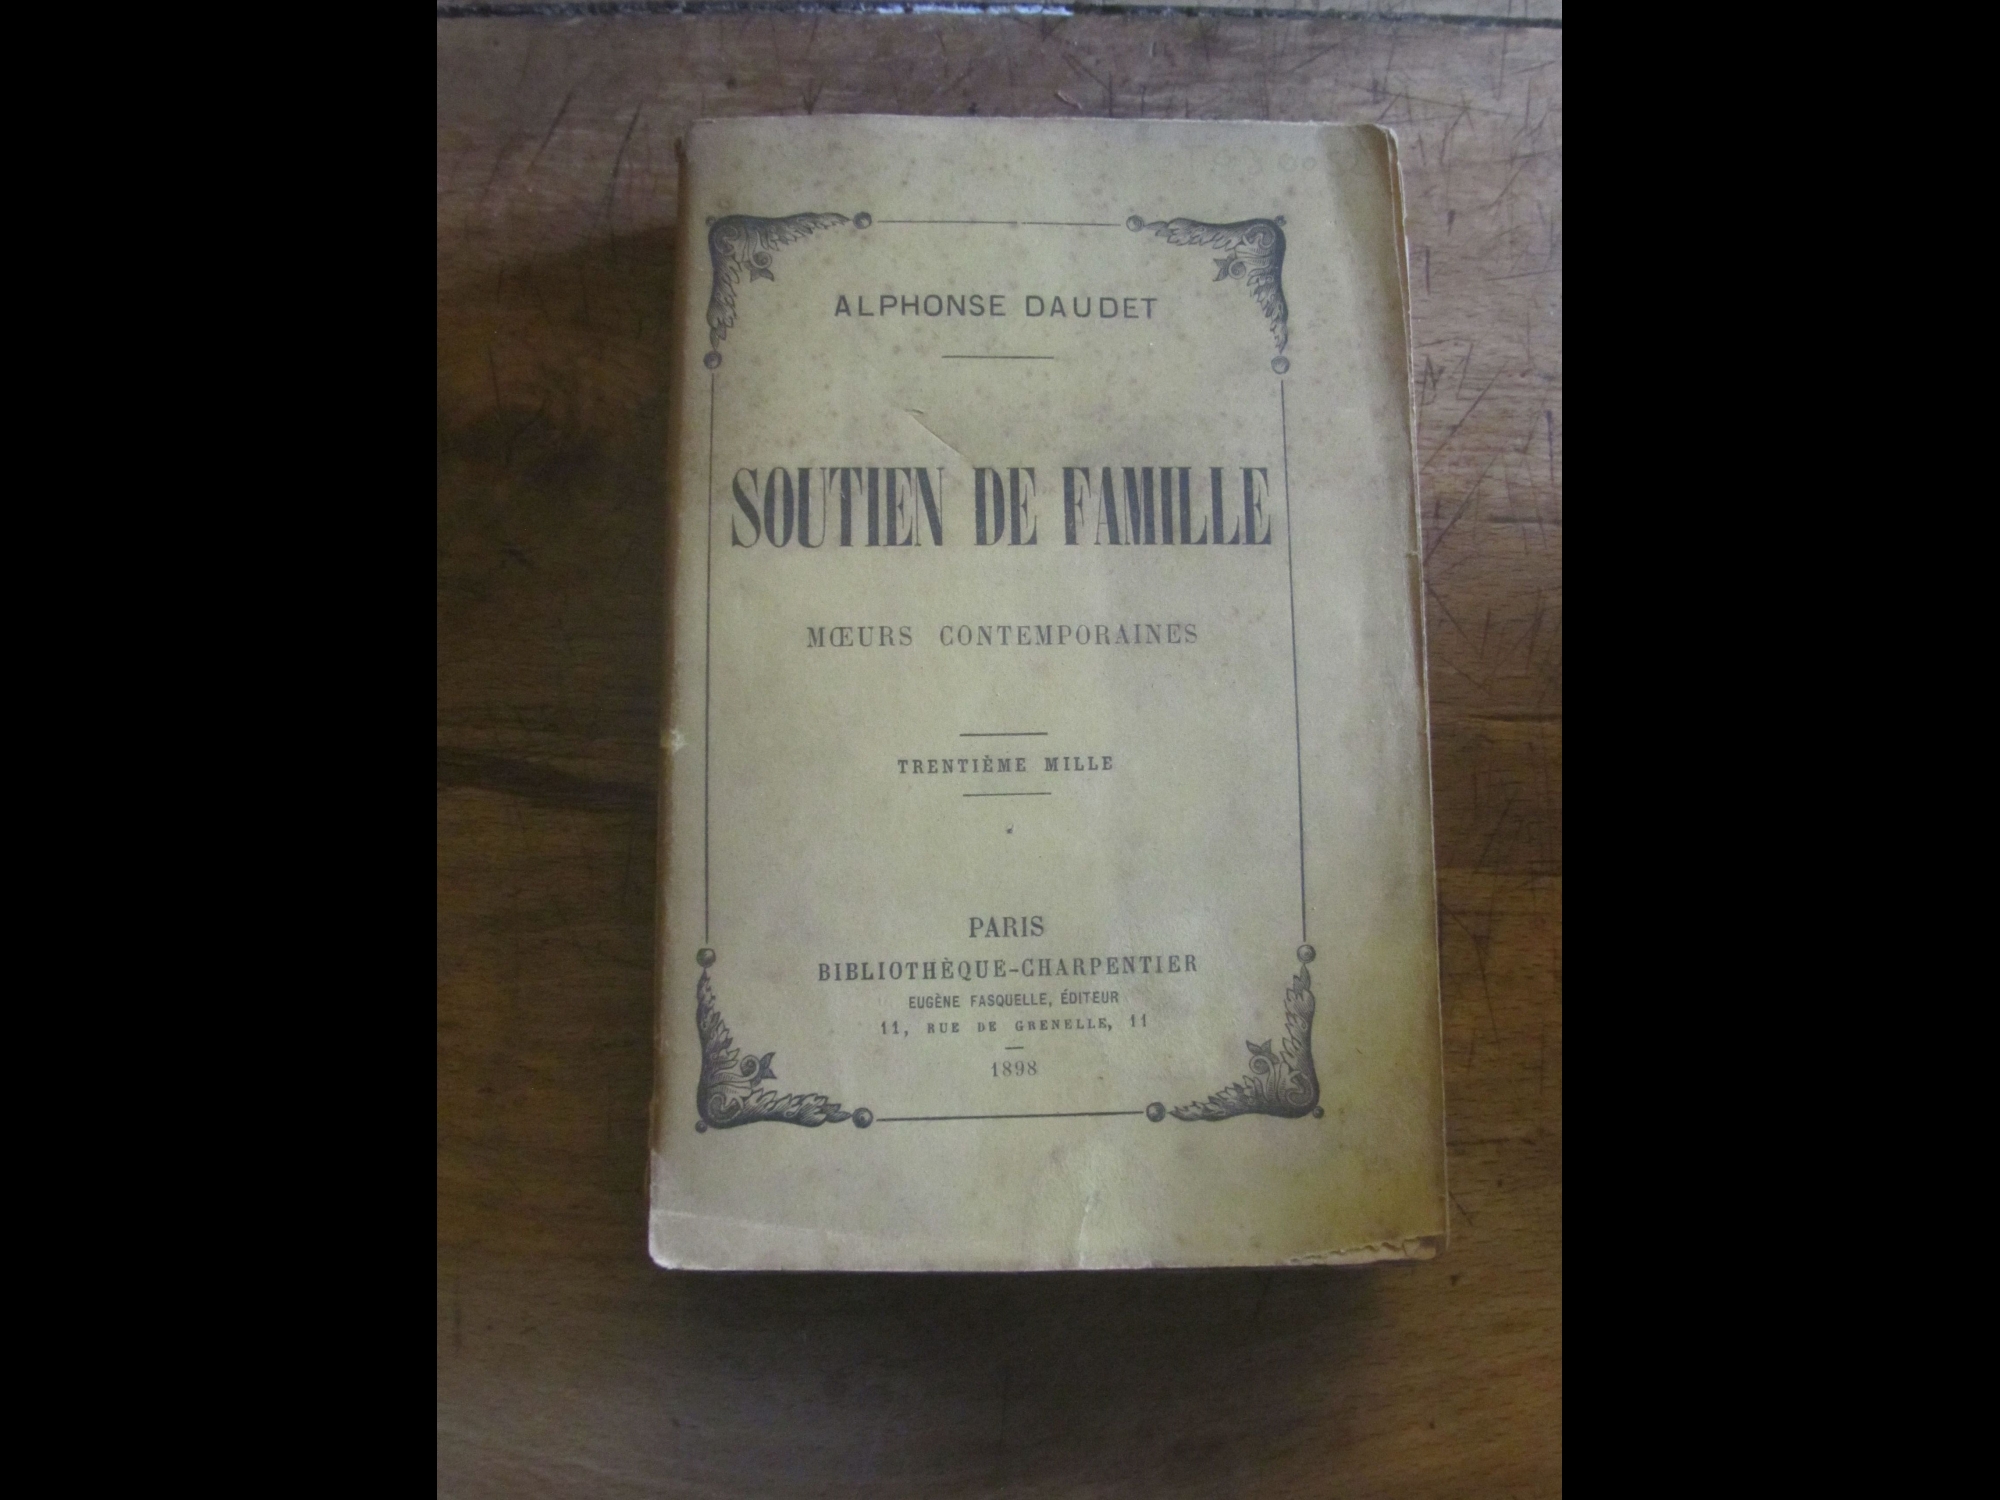 ALPHONSE DAUDET
SOUTIEN DE FAMILLE
MŒURS CONTEMPORAINES
TRENTIÈME MILLE
PARIS
BIBLIOTHÈQUE-CHARPENTIER
EUGÈNE FASQUELLE, ÉDITEUR
11, RUE DE GRENELLE, 11
1898